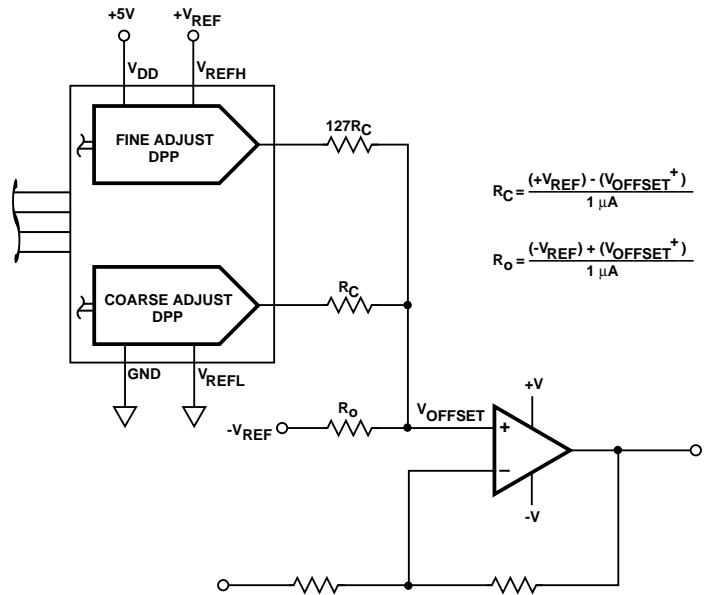 +5V
+VREF
VDD
VREFH
FINE ADJUST
DPP
127RC
RC = (+VREF) - (VOFFSET+)
1 µA
Ro = (-VREF) + (VOFFSET+)
1 µA
COARSE ADJUST
DPP
RC
GND
VREFL
+V
Ro
VOFFSET
-VREF
+
−
-V